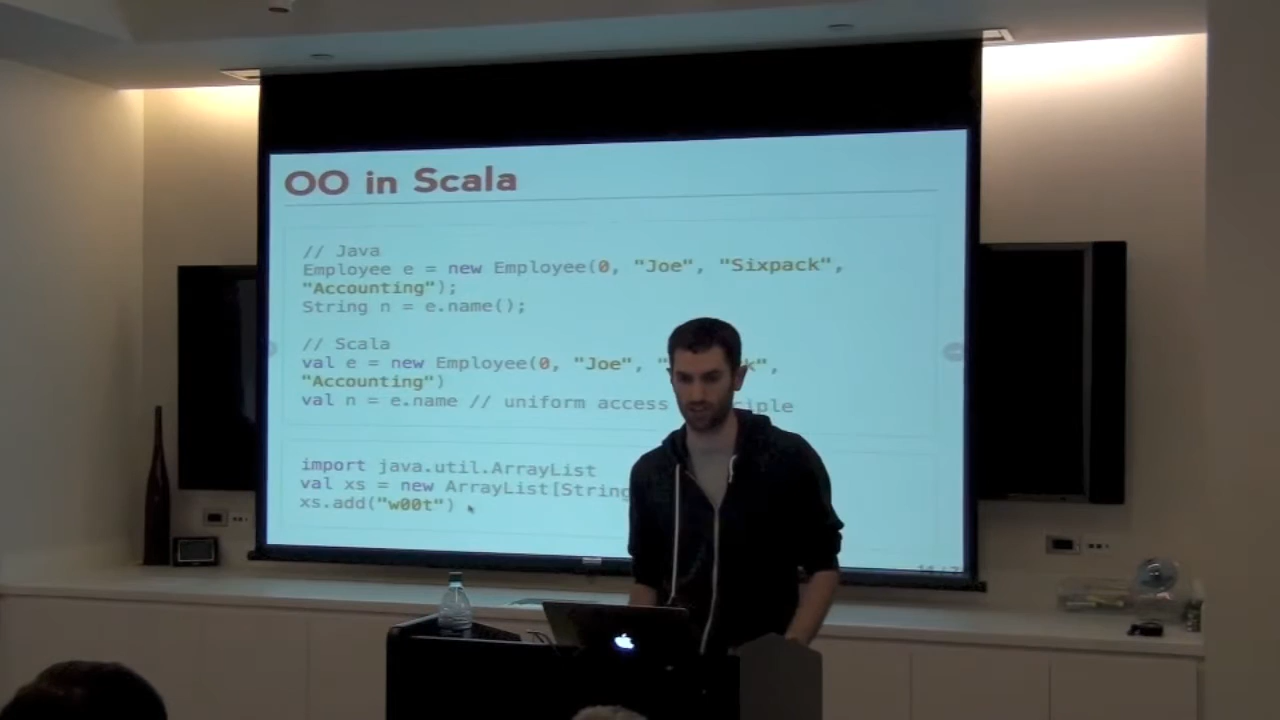 OO in Scala
// Java
Employee e = new Employee(0, "Joe", "Sixpack",
"Accounting");
String n = e.name();
// Scala
val e = new Employee(0, "Joe", "
"Accounting")
val n = e.name // uniform access
import java.util.ArrayList
val xs = new ArrayList[String
xs.add("w00t")